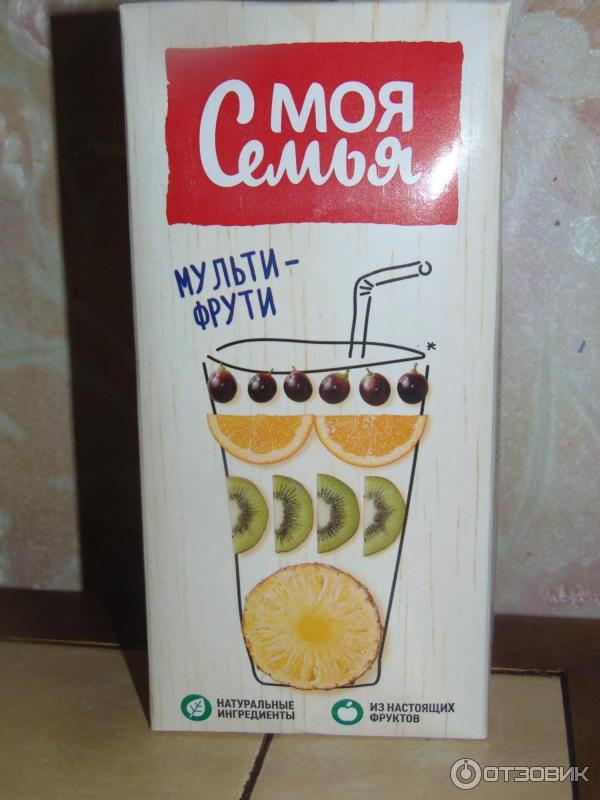 МОЯ
Семья
МУЛЬТИ-
ФРУТИ
*
НАТУРАЛЬНЫЕ
ИНГРЕДИЕНТЫ
ИЗ НАСТОЯЩИХ
ФРУКТОВ
ОТЗОВИК